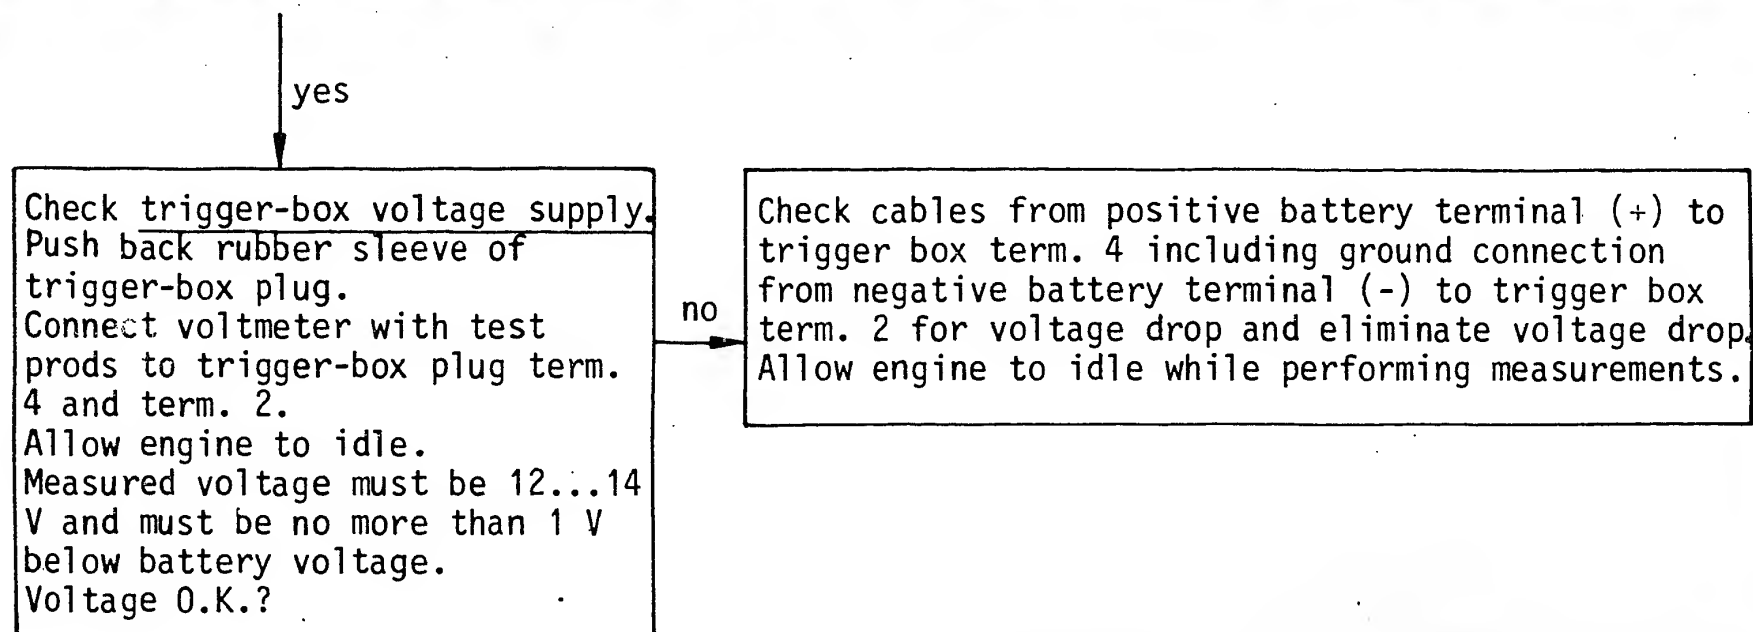 yes
Check trigger-box voltage supply.
Push back rubber sleeve of
trigger-box plug.
Connect voltmeter with test
prods to trigger-box plug term.
4 and term. 2.
Allow engine to idle.
Measured voltage must be 12...14
V and must be no more than 1 V
below battery voltage.
Voltage O.K.?
no
Check cables from positive battery terminal (+) to
trigger box term. 4 including ground connection
from negative battery terminal (-) to trigger box
term. 2 for voltage drop and eliminate voltage drop.
Allow engine to idle while performing measurements.